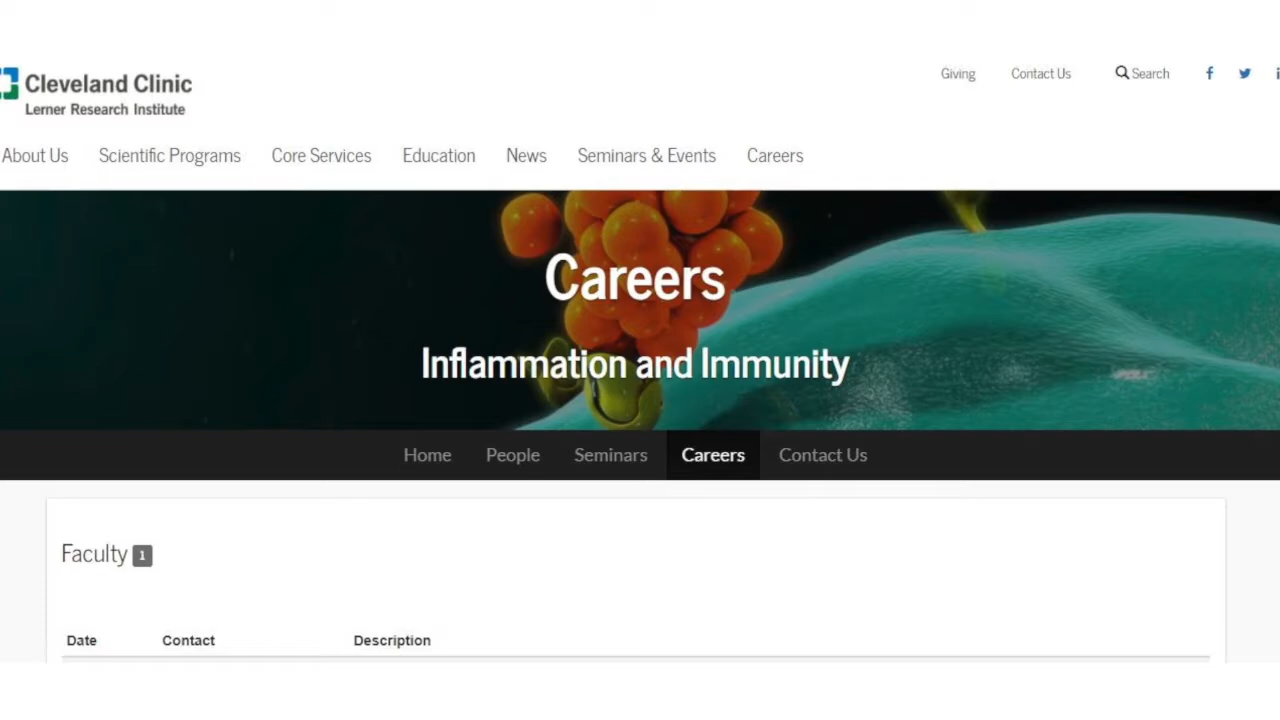 Cleveland Clinic
Lerner Research Institute
Giving Contact Us Search
About Us Scientific Programs Core Services Education News Seminars & Events Careers
Careers
Inflammation and Immunity
Home People Seminars Careers Contact Us
Faculty 1
Date Contact Description